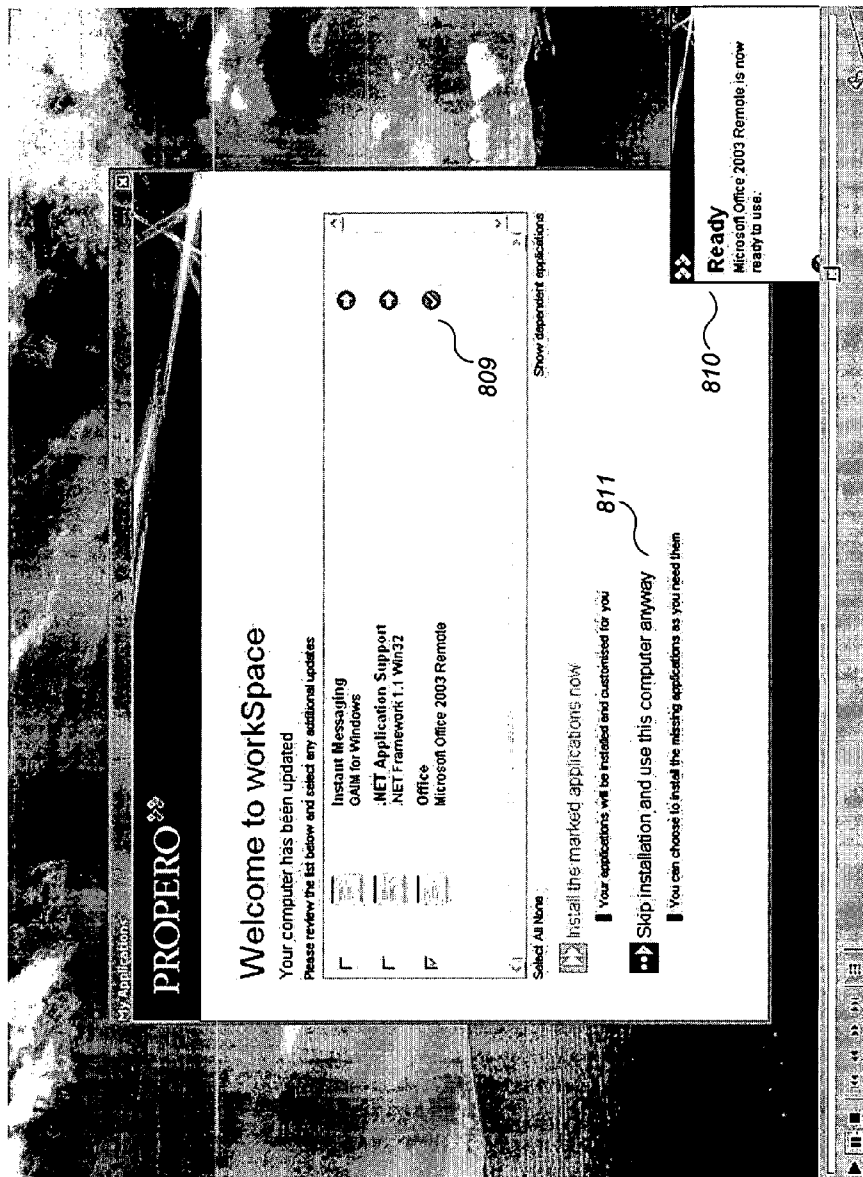 My Applications
PROPERO
Welcome to workSpace
Your computer has been updated
Please review the list below and select any additional updates
Instant Messaging
GAIM for Windows
.NET Application Support
.NET Framework 1.1 Win32
Office
Microsoft Office 2003 Remote
809
Select All None
Show dependent applications
Install the marked applications now
Your applications will be installed and customised for you
811
Skip installation and use this computer anyway
You can choose to install the missing applications as you need them
810
Ready
Microsoft Office 2003 Remote is now
ready to use.